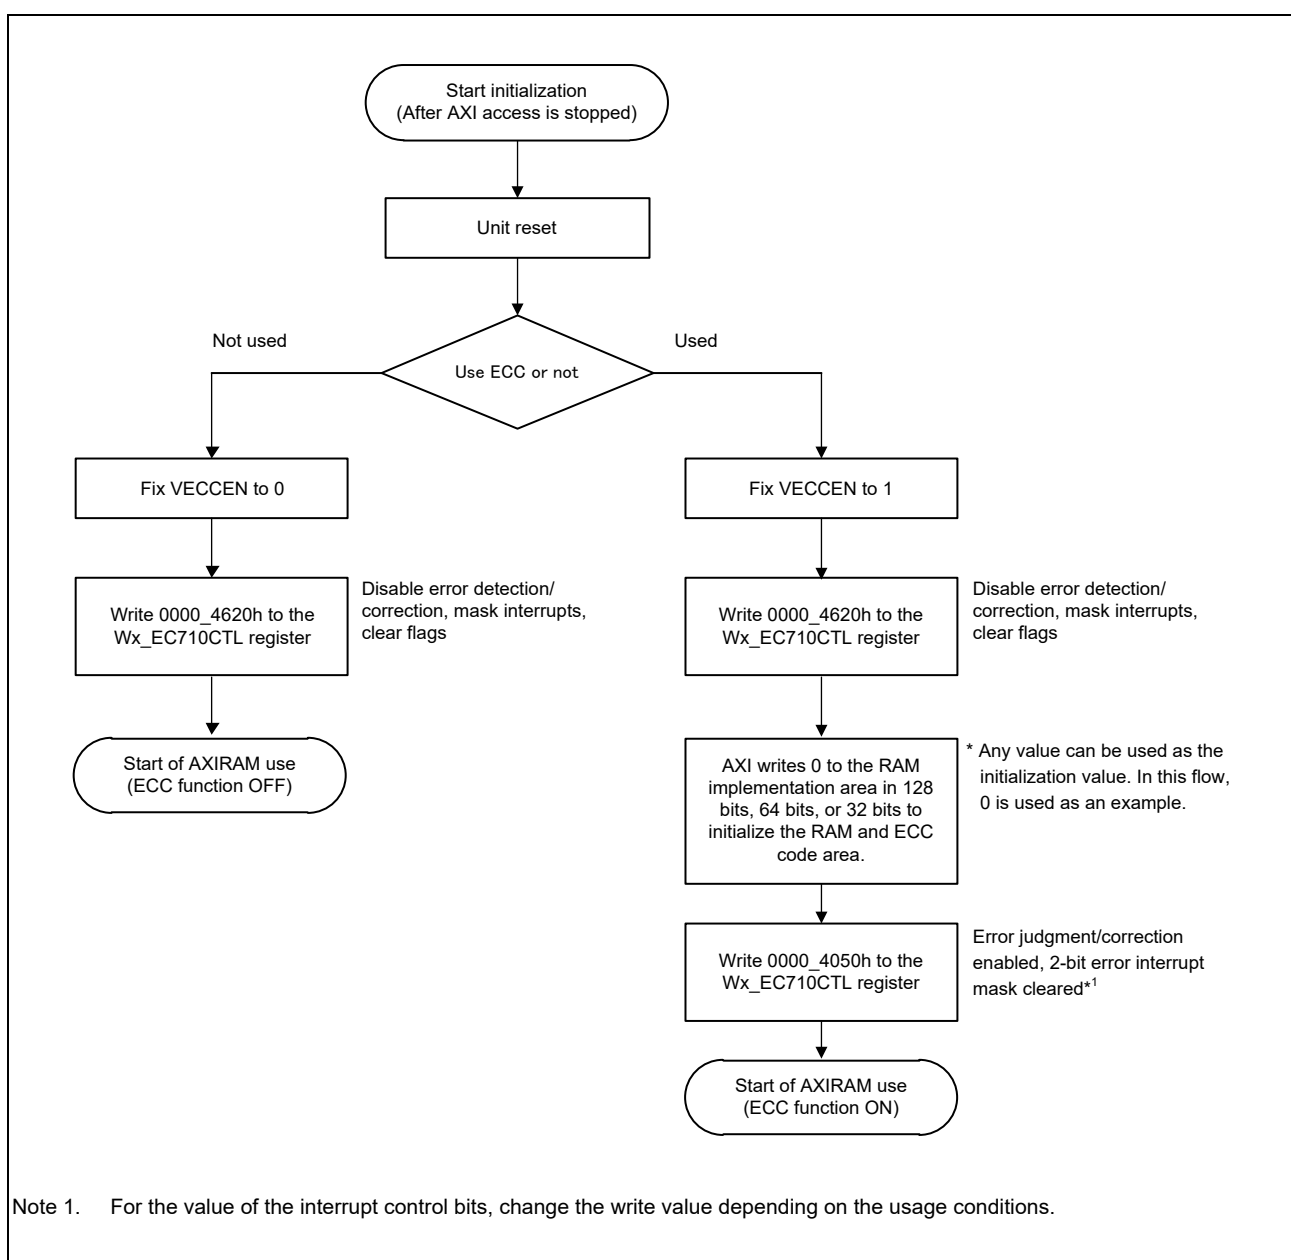 Start initialization
(After AXI access is stopped)
Unit reset
Use ECC or not
Not used
Used
Fix VECCEN to 0
Write 0000_4620h to the
Wx_EC710CTL register
Disable error detection/
correction, mask interrupts,
clear flags
Start of AXIRAM use
(ECC function OFF)
Fix VECCEN to 1
Write 0000_4620h to the
Wx_EC710CTL register
Disable error detection/
correction, mask interrupts,
clear flags
AXI writes 0 to the RAM
implementation area in 128
bits, 64 bits, or 32 bits to
initialize the RAM and ECC
code area.
* Any value can be used as the
initialization value. In this flow,
0 is used as an example.
Write 0000_4050h to the
Wx_EC710CTL register
Error judgment/correction
enabled, 2-bit error interrupt
mask cleared*1
Start of AXIRAM use
(ECC function ON)
Note 1. For the value of the interrupt control bits, change the write value depending on the usage conditions.